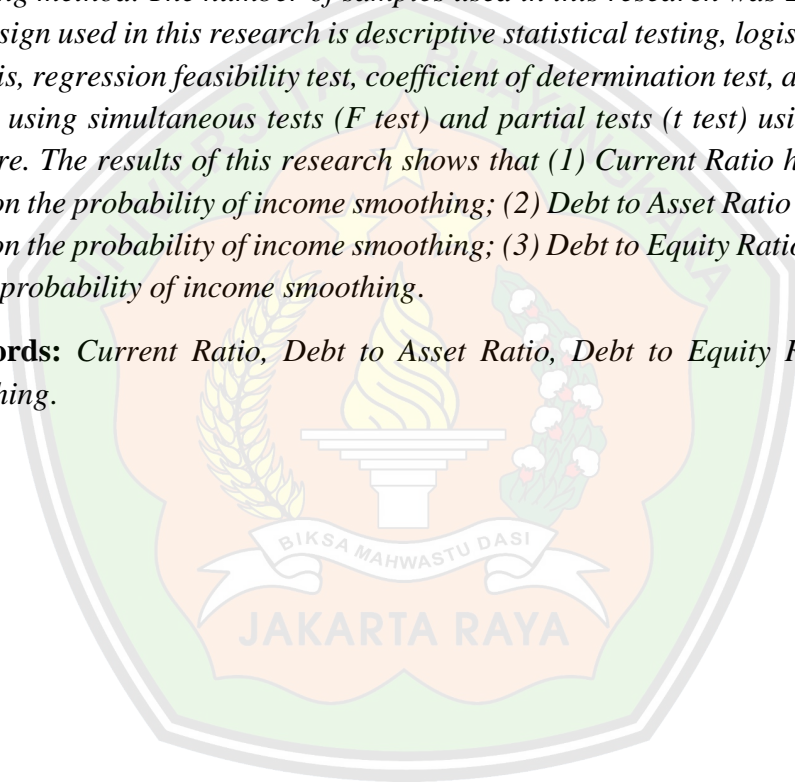 ing method. The number of samples used in this research was
sign used in this research is descriptive statistical testing, logis
is, regression feasibility test, coefficient of determination test, a
using simultaneous tests (F test) and partial tests (t test) usi
re. The results of this research shows that (1) Current Ratio h
on the probability of income smoothing; (2) Debt to Asset Ratio
on the probability of income smoothing; (3) Debt to Equity Ratio
probability of income smoothing.
ords: Current Ratio, Debt to Asset Ratio, Debt to Equity
hing.
UNIVERSITAS BHAYANGKARA
BIKSA MAHWASTU DASI
JAKARTA RAYA